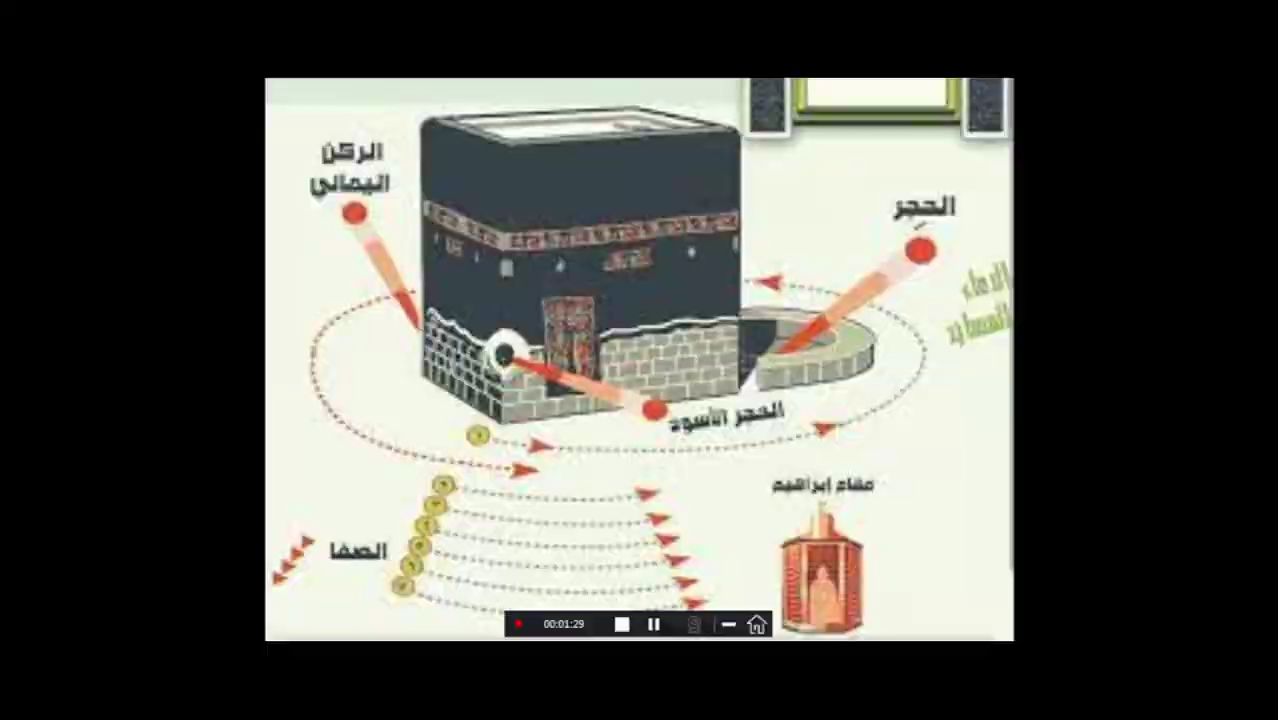 الركن
اليماني
الحجر
الحجر الأسود
مقام إبراهيم
الصفا
00:01:29